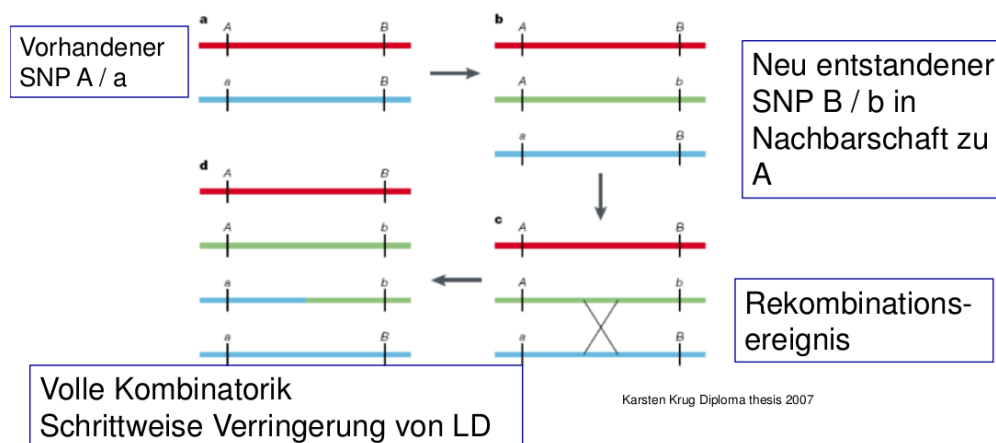 Vorhandener
SNP A / a
a
A B
a B
b
A B
A b
a B
Neu entstandener
SNP B / b in
Nachbarschaft zu
A
c
A B
A b
a B
Rekombinations-
ereignis
d
A B
A b
a b
a B
Volle Kombinatorik
Schrittweise Verringerung von LD
Karsten Krug Diploma thesis 2007